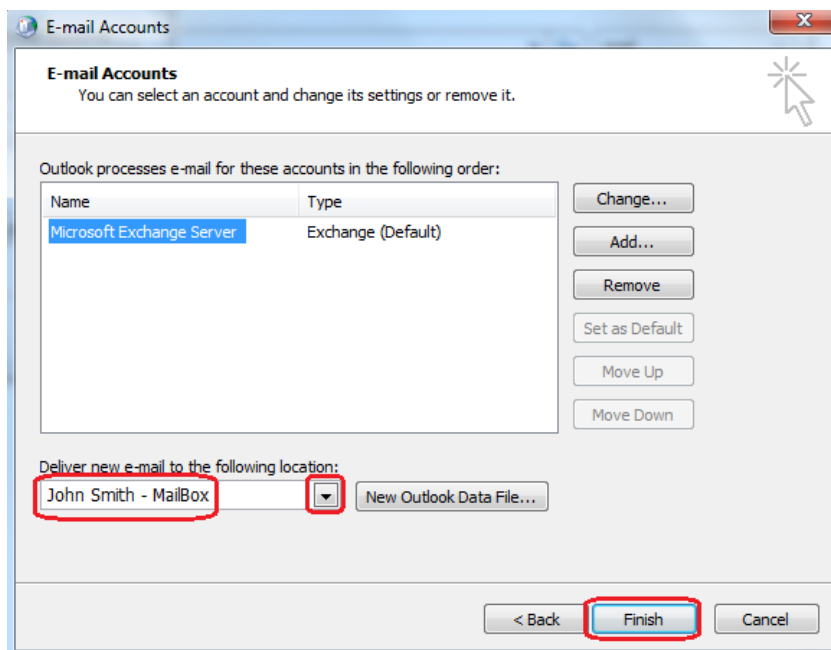 E-mail Accounts
E-mail Accounts
You can select an account and change its settings or remove it.
Outlook processes e-mail for these accounts in the following order:
Name Type
Microsoft Exchange Server Exchange (Default)
Change...
Add...
Remove
Set as Default
Move Up
Move Down
Deliver new e-mail to the following location:
John Smith - MailBox New Outlook Data File...
< Back Finish Cancel